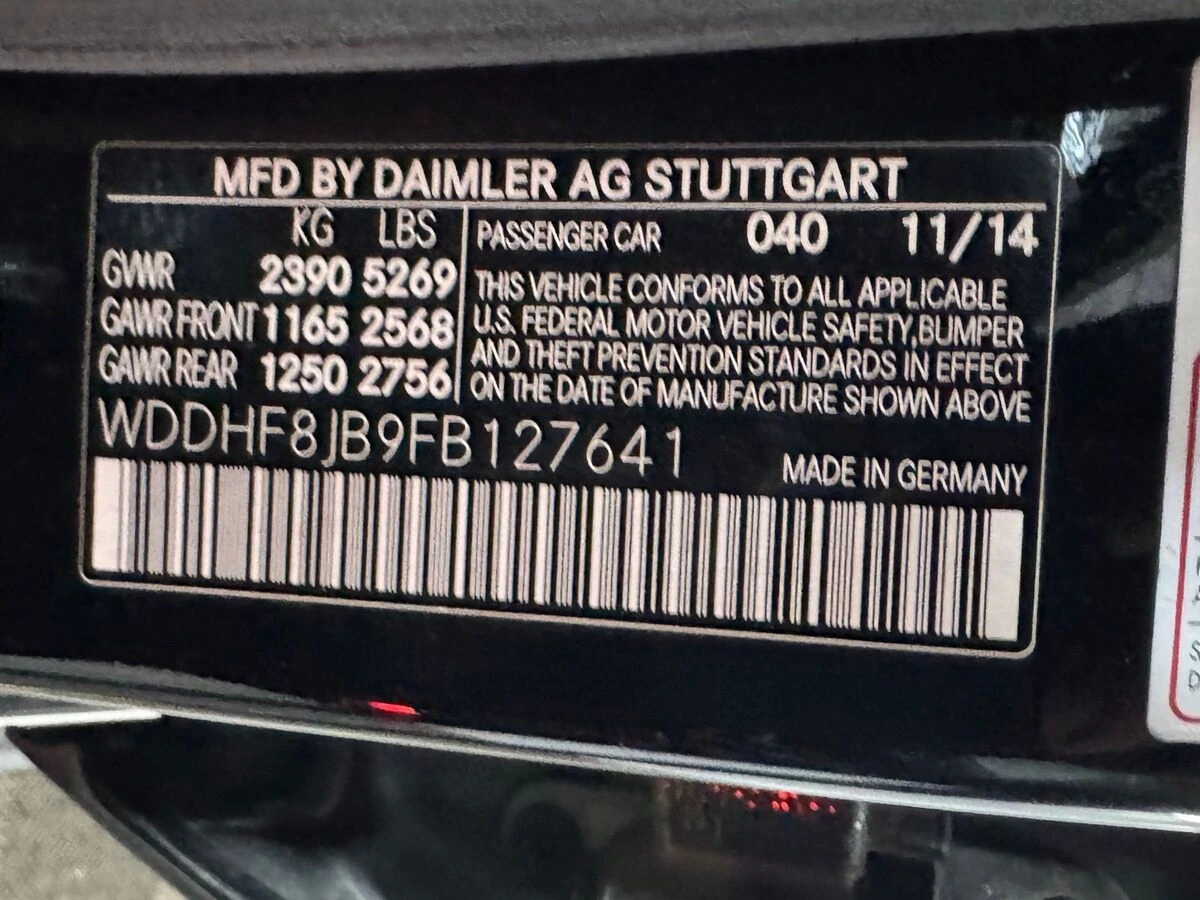 MFD BY DAIMLER AG STUTTGART
KG LBS
GVWR 2390 5269
GAWR FRONT 1165 2568
GAWR REAR 1250 2756
PASSENGER CAR 040 11/14
THIS VEHICLE CONFORMS TO ALL APPLICABLE
U.S. FEDERAL MOTOR VEHICLE SAFETY, BUMPER
AND THEFT PREVENTION STANDARDS IN EFFECT
ON THE DATE OF MANUFACTURE SHOWN ABOVE
WDDHF8JB9FB127641
MADE IN GERMANY